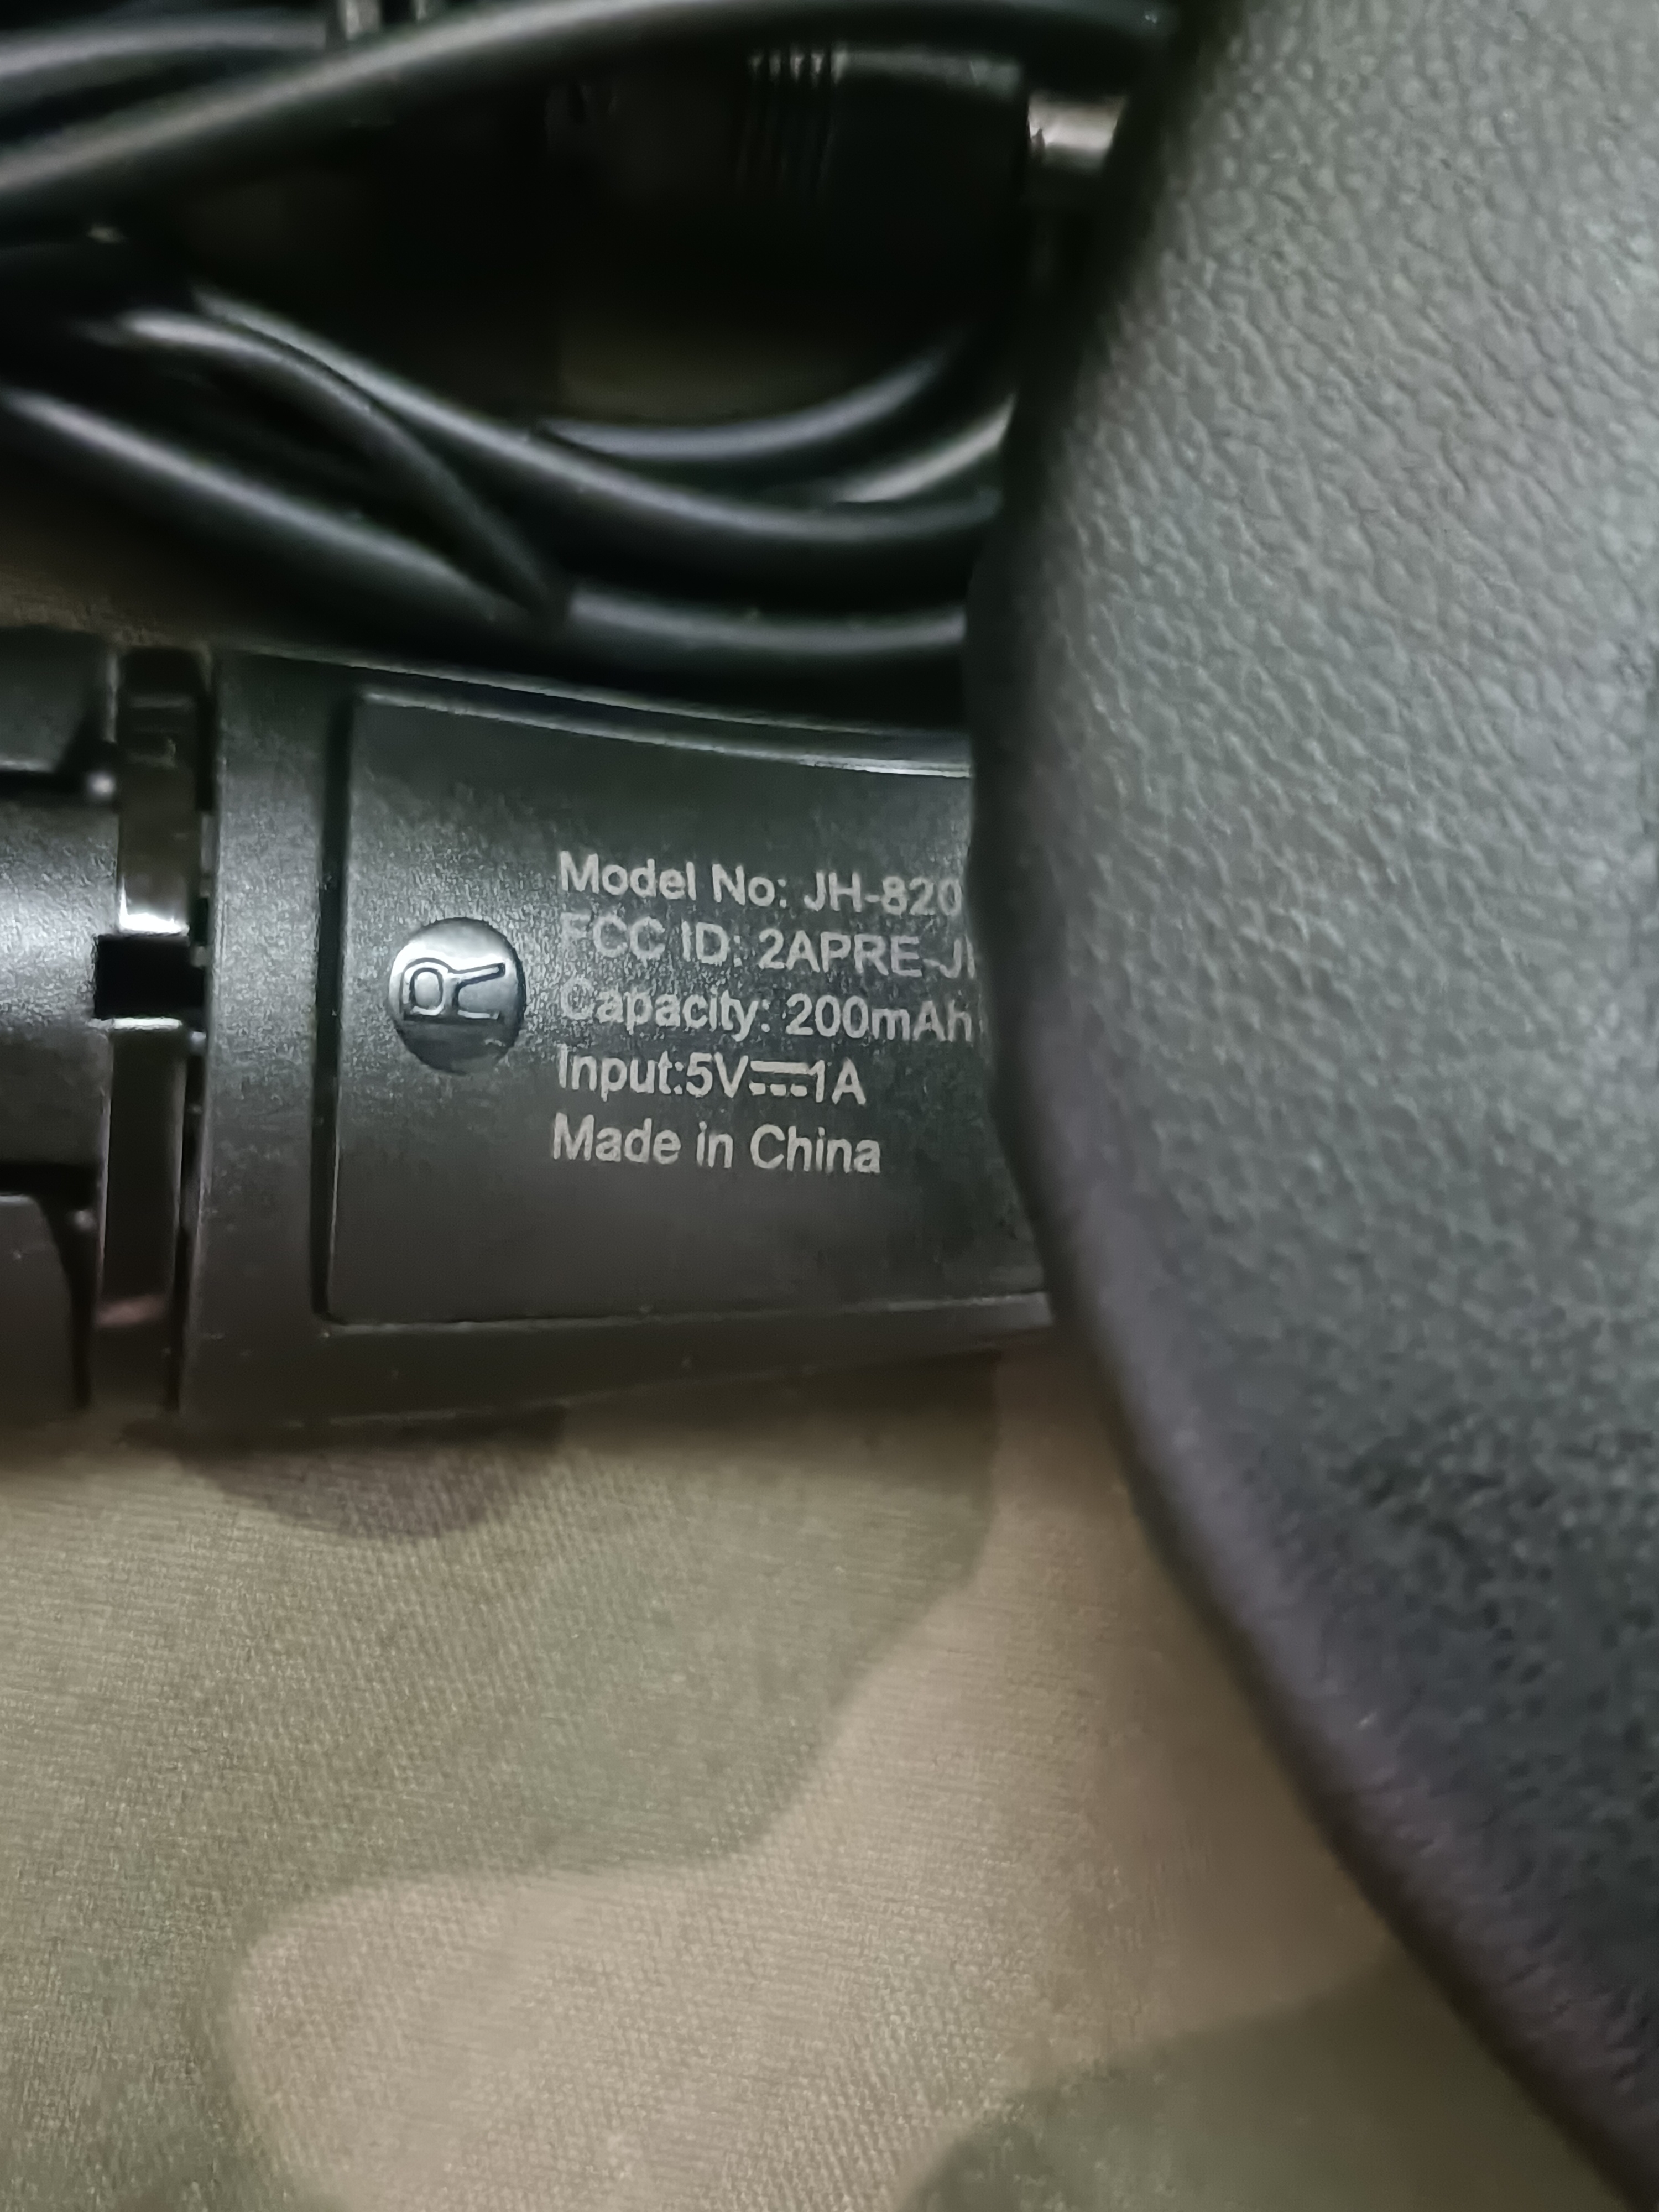 R
Model No: JH-820
FCC ID: 2APRE-J
Capacity: 200mAh
Input:5V⎓1A
Made in China